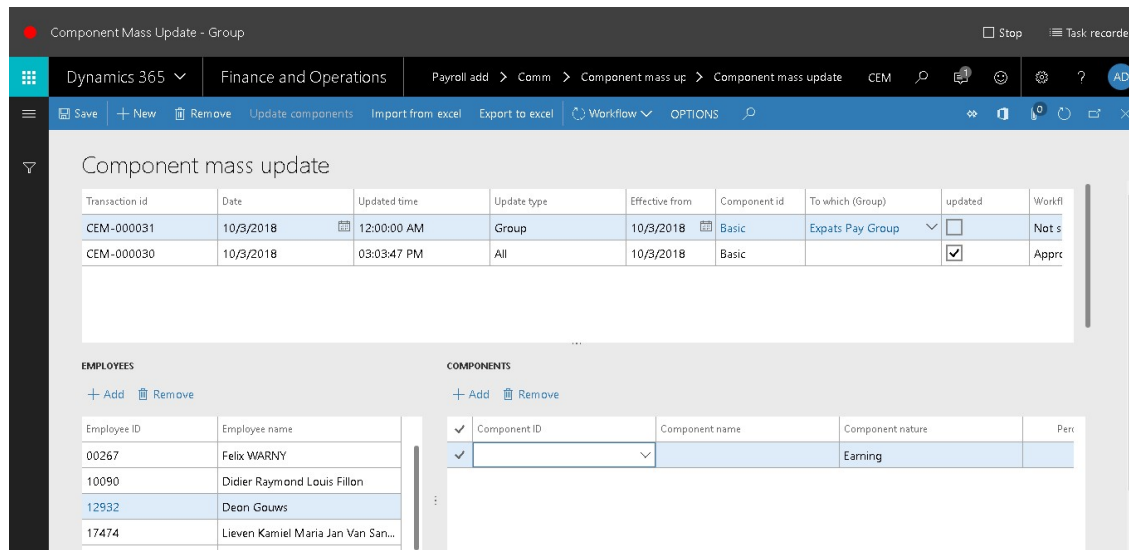 Component Mass Update - Group
Stop
Task recorde
Dynamics 365
Finance and Operations
Payroll add > Comm > Component mass up > Component mass update
CEM
1
?
AD
Save
New
Remove
Update components
Import from excel
Export to excel
Workflow
OPTIONS
0
Component mass update
Transaction id Date Updated time Update type Effective from Component id To which (Group) updated Workfl
CEM-000031 10/3/2018 12:00:00 AM Group 10/3/2018 Basic Expats Pay Group Not s
CEM-000030 10/3/2018 03:03:47 PM All 10/3/2018 Basic Appro
EMPLOYEES
Add Remove
Employee ID Employee name
00267 Felix WARNY
10090 Didier Raymond Louis Fillon
12932 Deon Gouws
17474 Lieven Kamiel Maria Jan Van San...
COMPONENTS
Add Remove
Component ID Component name Component nature Perc
Earning